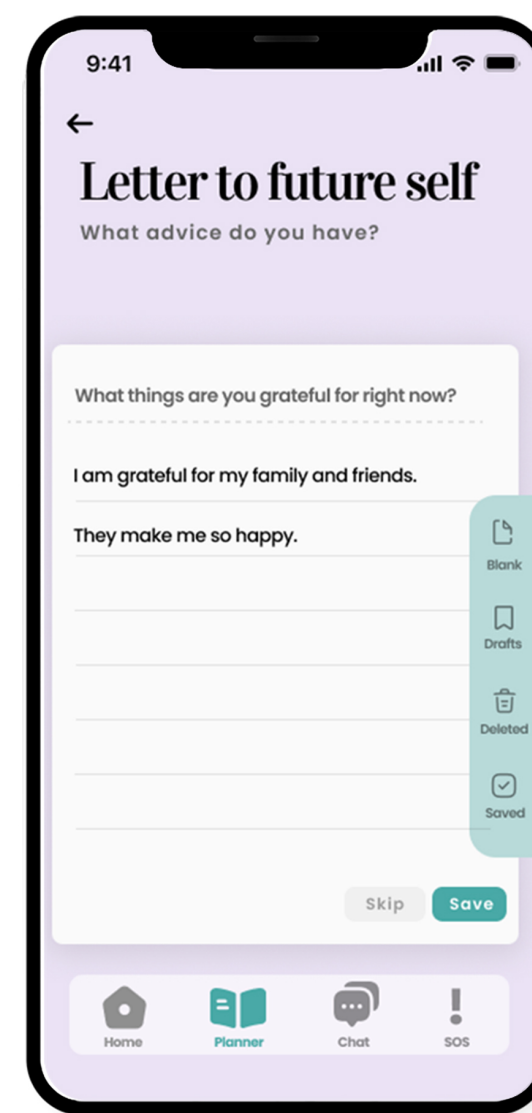 9:41
Letter to future self
What advice do you have?
What things are you grateful for right now?
I am grateful for my family and friends.
They make me so happy.
Blank
Drafts
Deleted
Saved
Skip
Save
Home
Planner
Chat
SOS